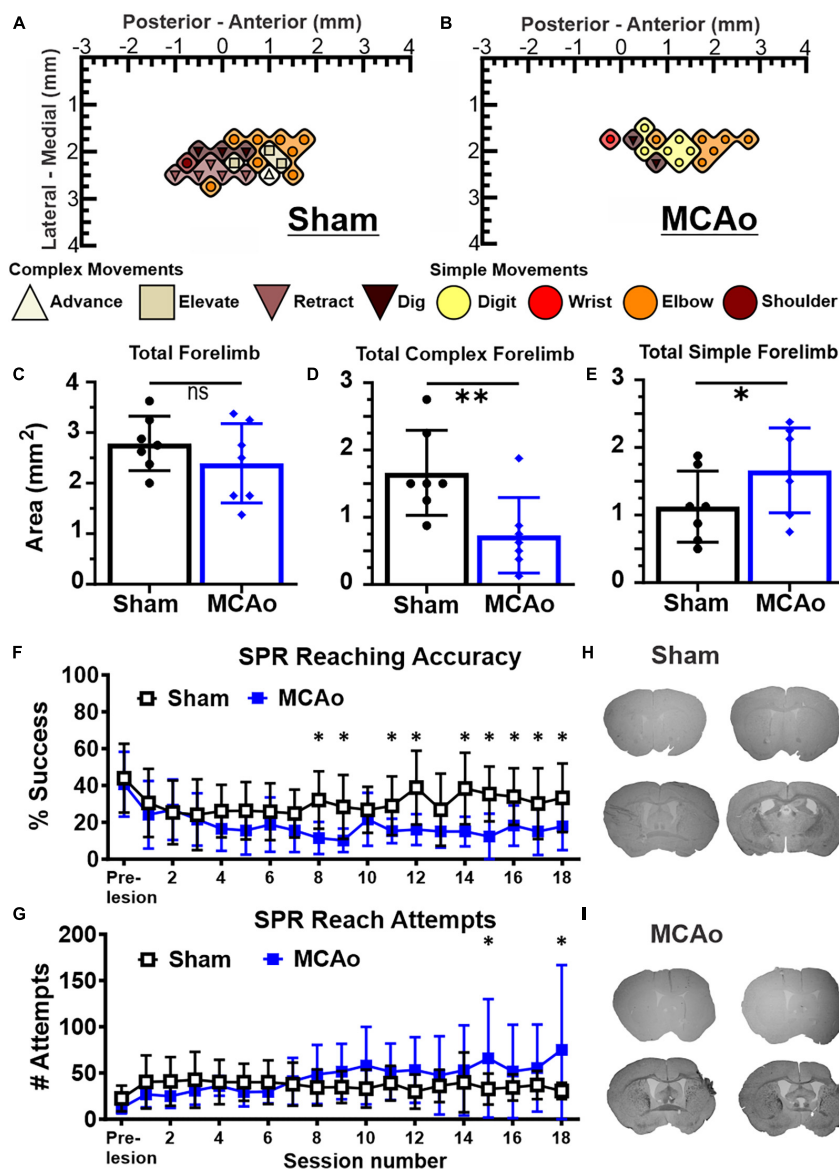 A
Posterior - Anterior (mm)
-3 -2 -1 0 1 2 3 4
Lateral - Medial (mm)
1
2
3
4
Sham
B
Posterior - Anterior (mm)
-3 -2 -1 0 1 2 3 4
1
2
3
4
MCAo
Complex Movements
Simple Movements
Advance Elevate Retract Dig Digit Wrist Elbow Shoulder
C
Total Forelimb
Area (mm2)
4
3
2
1
0
ns
Sham MCAo
D
Total Complex Forelimb
3
2
1
0
**
Sham MCAo
E
Total Simple Forelimb
3
2
1
0
*
Sham MCAo
F
SPR Reaching Accuracy
% Success
100
80
60
40
20
0
Sham MCAo
* * * * * * * * *
Pre- 2 4 6 8 10 12 14 16 18
lesion
G
SPR Reach Attempts
# Attempts
200
150
100
50
0
Sham MCAo
* *
Pre- 2 4 6 8 10 12 14 16 18
lesion
Session number
H
Sham
I
MCAo